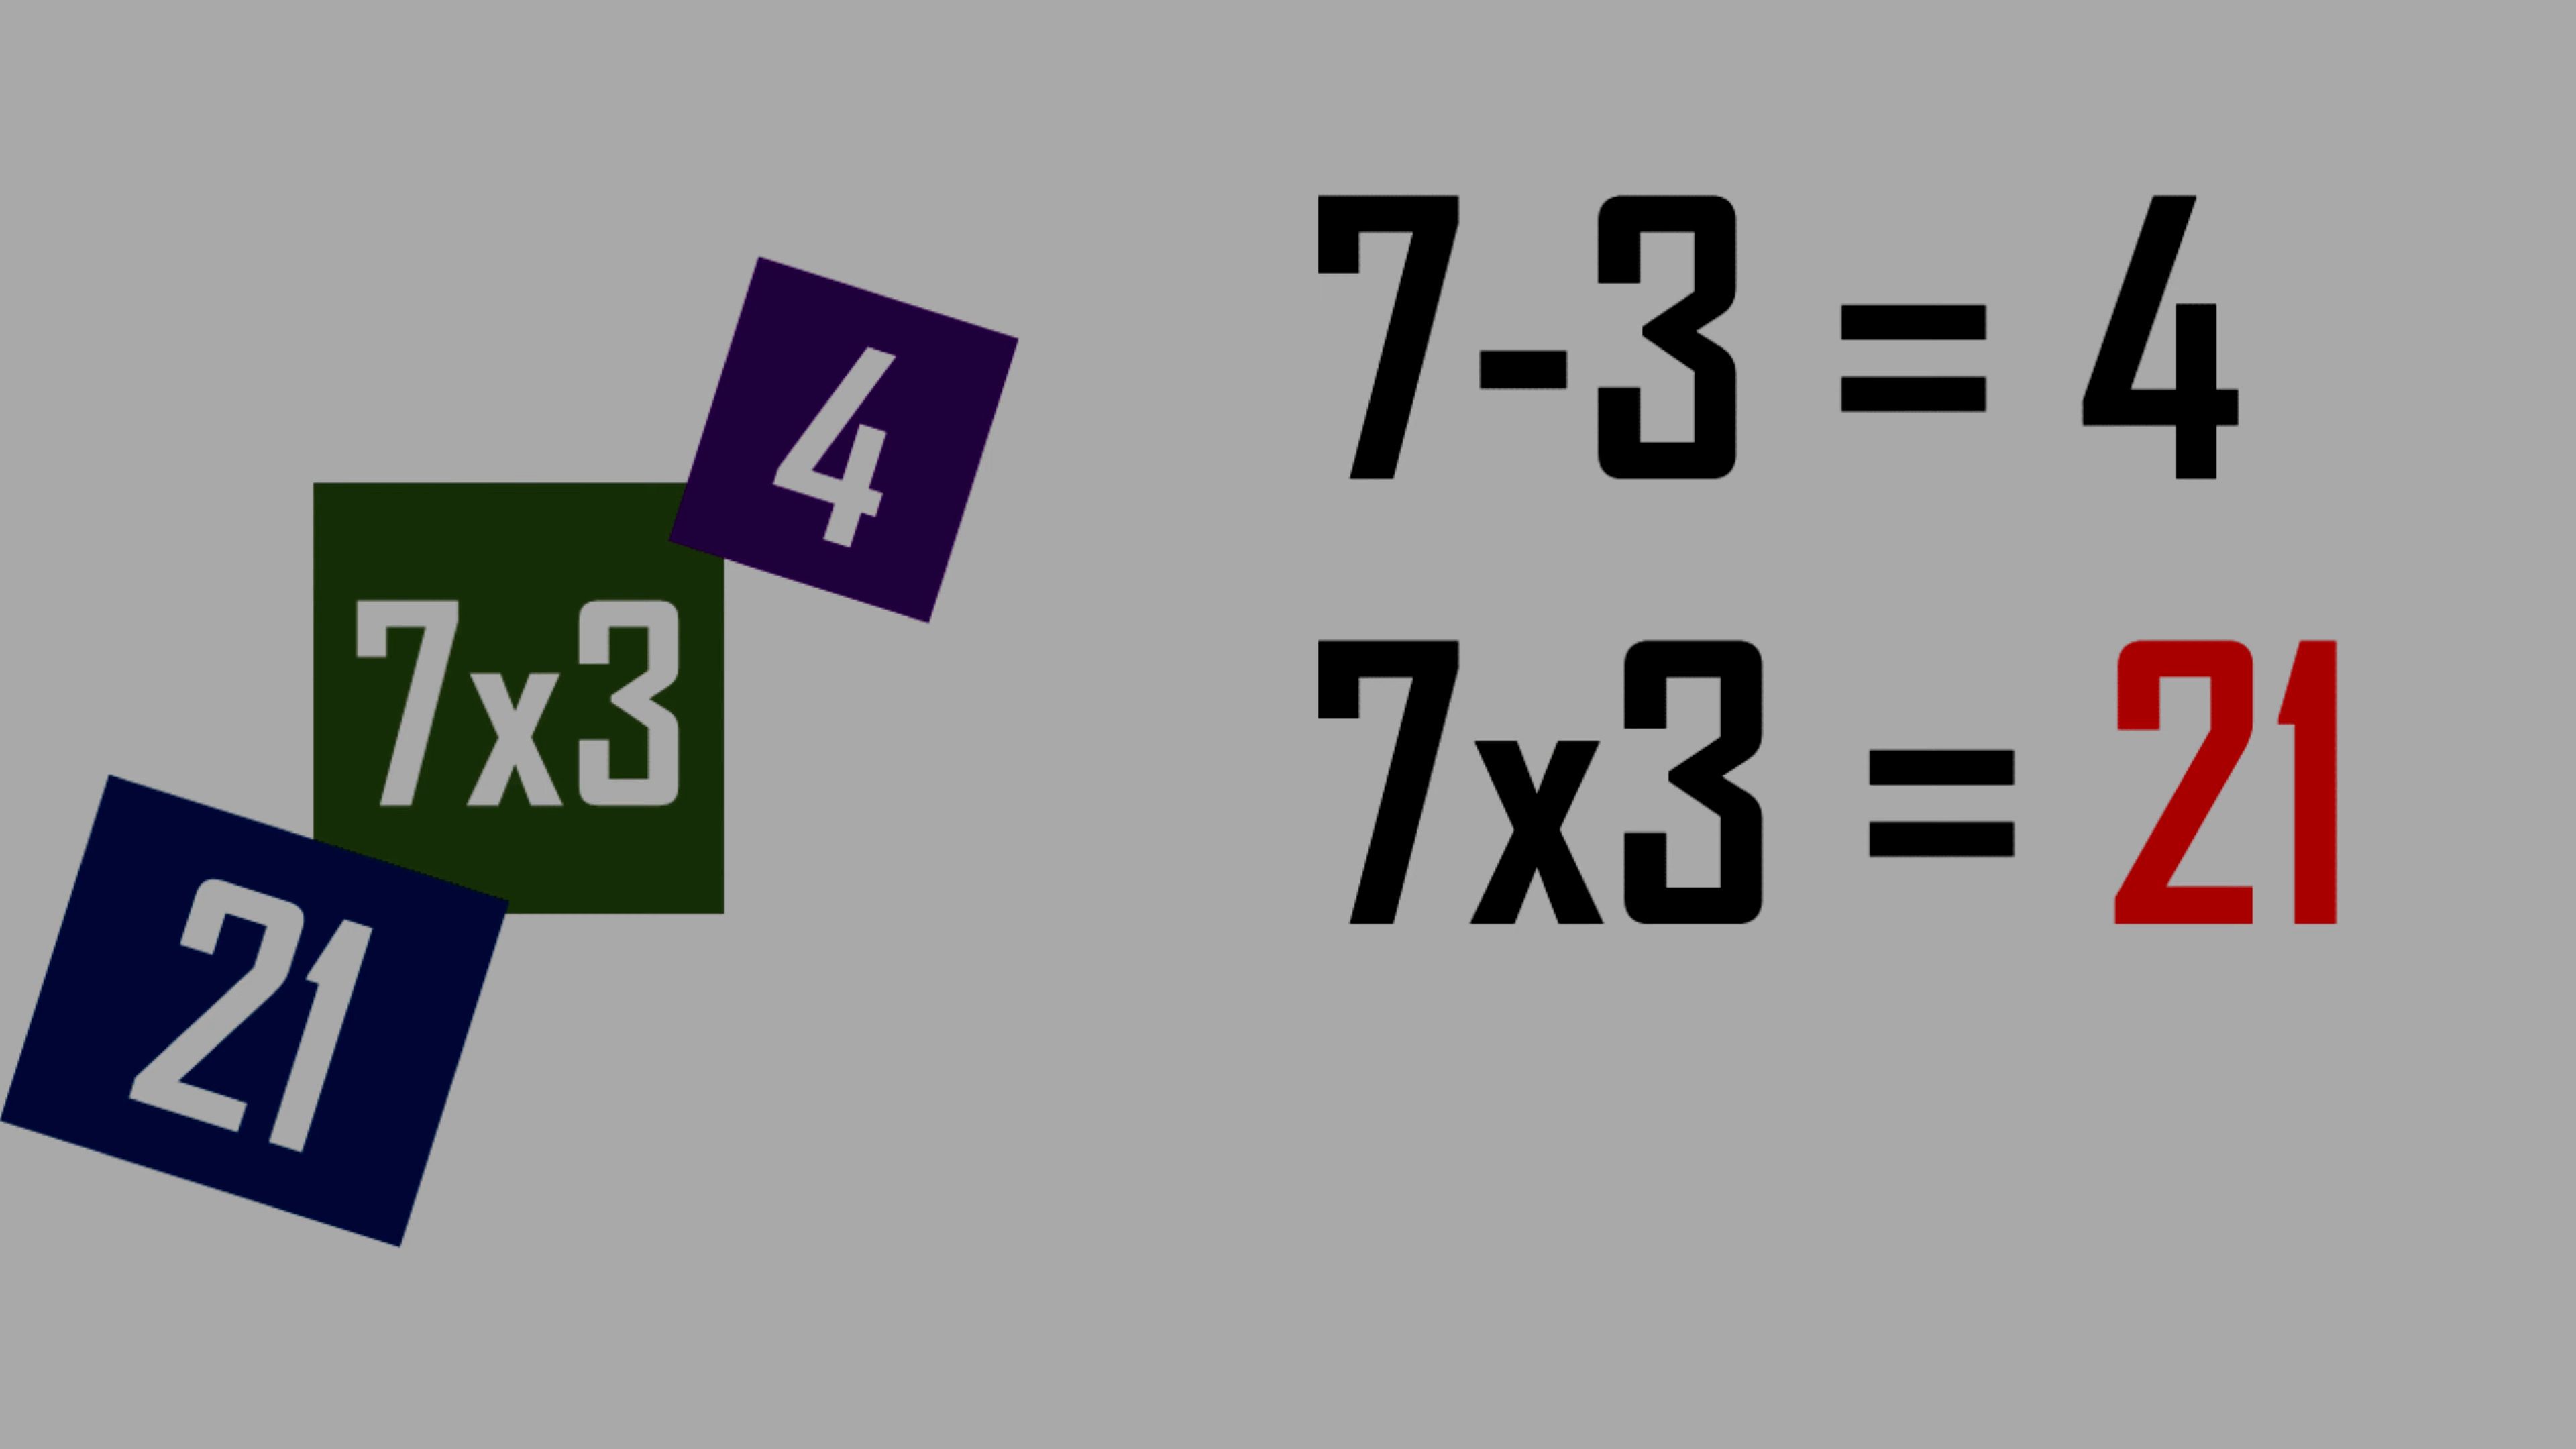 4
7x3
21
7-3 = 4
7x3 = 21